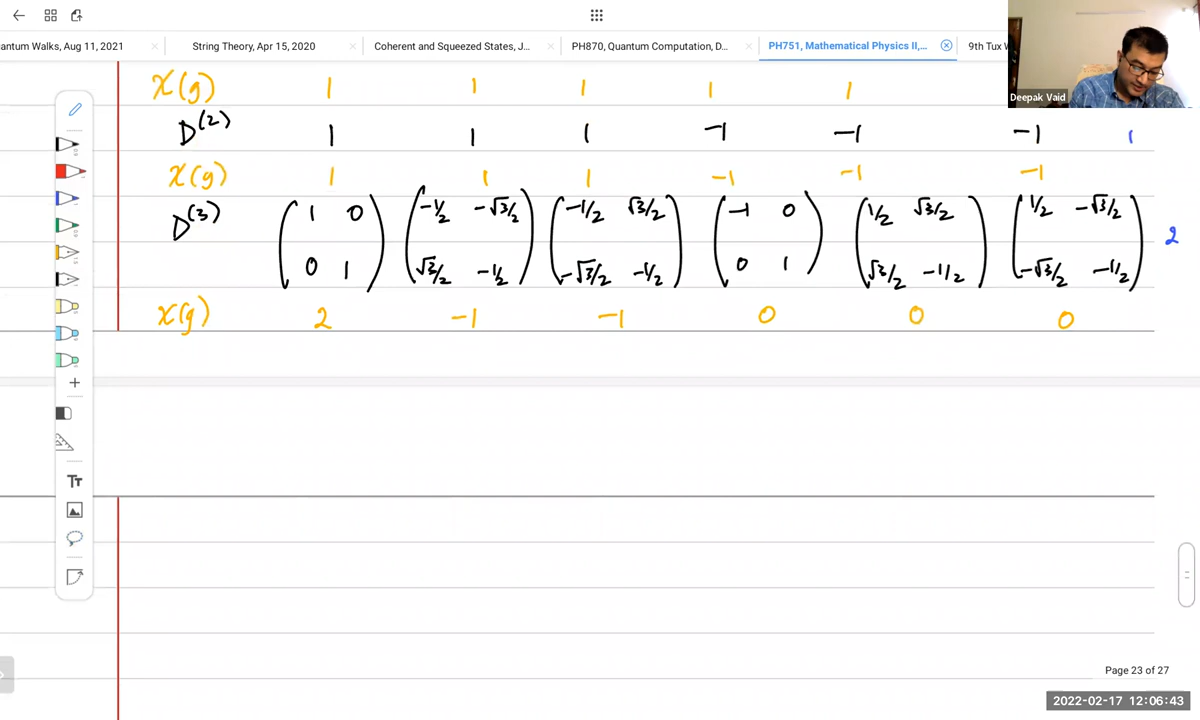 antum Walks, Aug 11, 2021 String Theory, Apr 15, 2020 Coherent and Squeezed States, J... PH870, Quantum Computation, D... PH751, Mathematical Physics II,... 9th Tux W
Deepak Vaid
χ(g) 1 1 1 1 1
D^(2) 1 1 1 -1 -1 -1 1
χ(g) 1 1 1 -1 -1 -1
D^(3) (1 0 (-1/2 -√3/2) (-1/2 √3/2) (-1 0) (1/2 √3/2) (1/2 -√3/2) 2
0 1) (√3/2 -1/2) (-√3/2 -1/2) (0 1) (√3/2 -1/2) (-√3/2 -1/2)
χ(g) 2 -1 -1 0 0 0
Tт
Page 23 of 27
2022-02-17 12:06:43